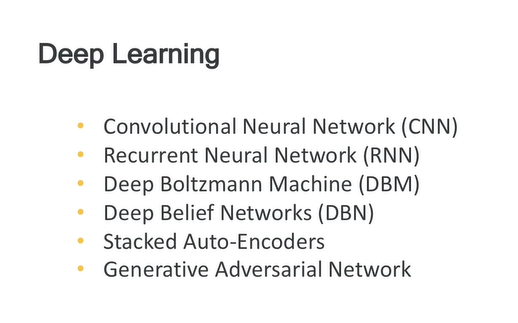 Deep Learning
• Convolutional Neural Network (CNN)
• Recurrent Neural Network (RNN)
• Deep Boltzmann Machine (DBM)
• Deep Belief Networks (DBN)
• Stacked Auto-Encoders
• Generative Adversarial Network